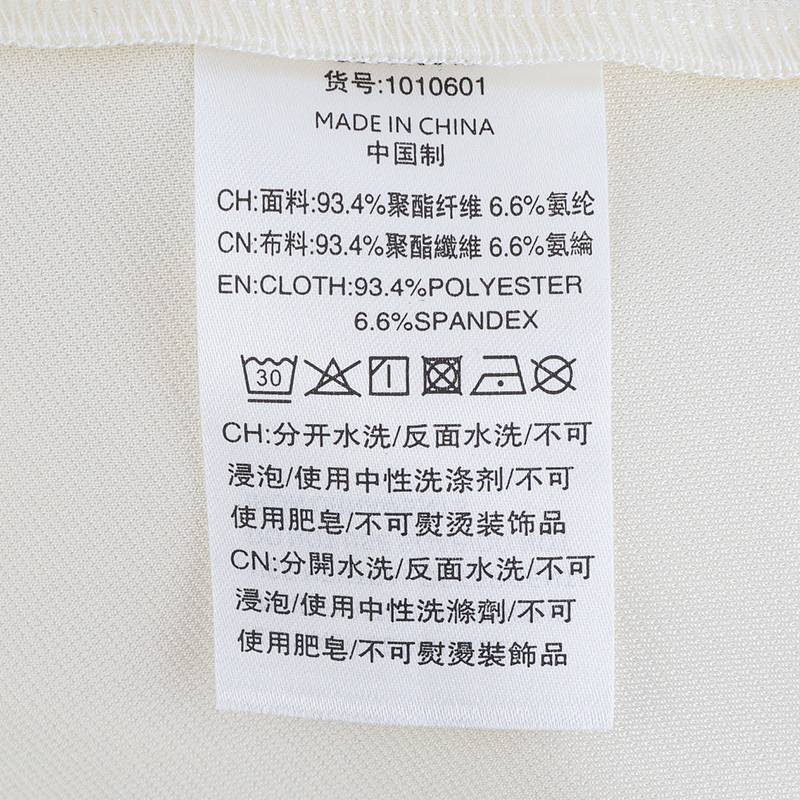 货号:1010601
MADE IN CHINA
中国制
CH:面料:93.4%聚酯纤维 6.6%氨纶
CN:布料:93.4%聚酯纖維 6.6%氨綸
EN:CLOTH:93.4%POLYESTER
6.6%SPANDEX
30
CH:分开水洗/反面水洗/不可
浸泡/使用中性洗涤剂/不可
使用肥皂/不可熨烫装饰品
CN:分開水洗/反面水洗/不可
浸泡/使用中性洗滌劑/不可
使用肥皂/不可熨燙裝飾品